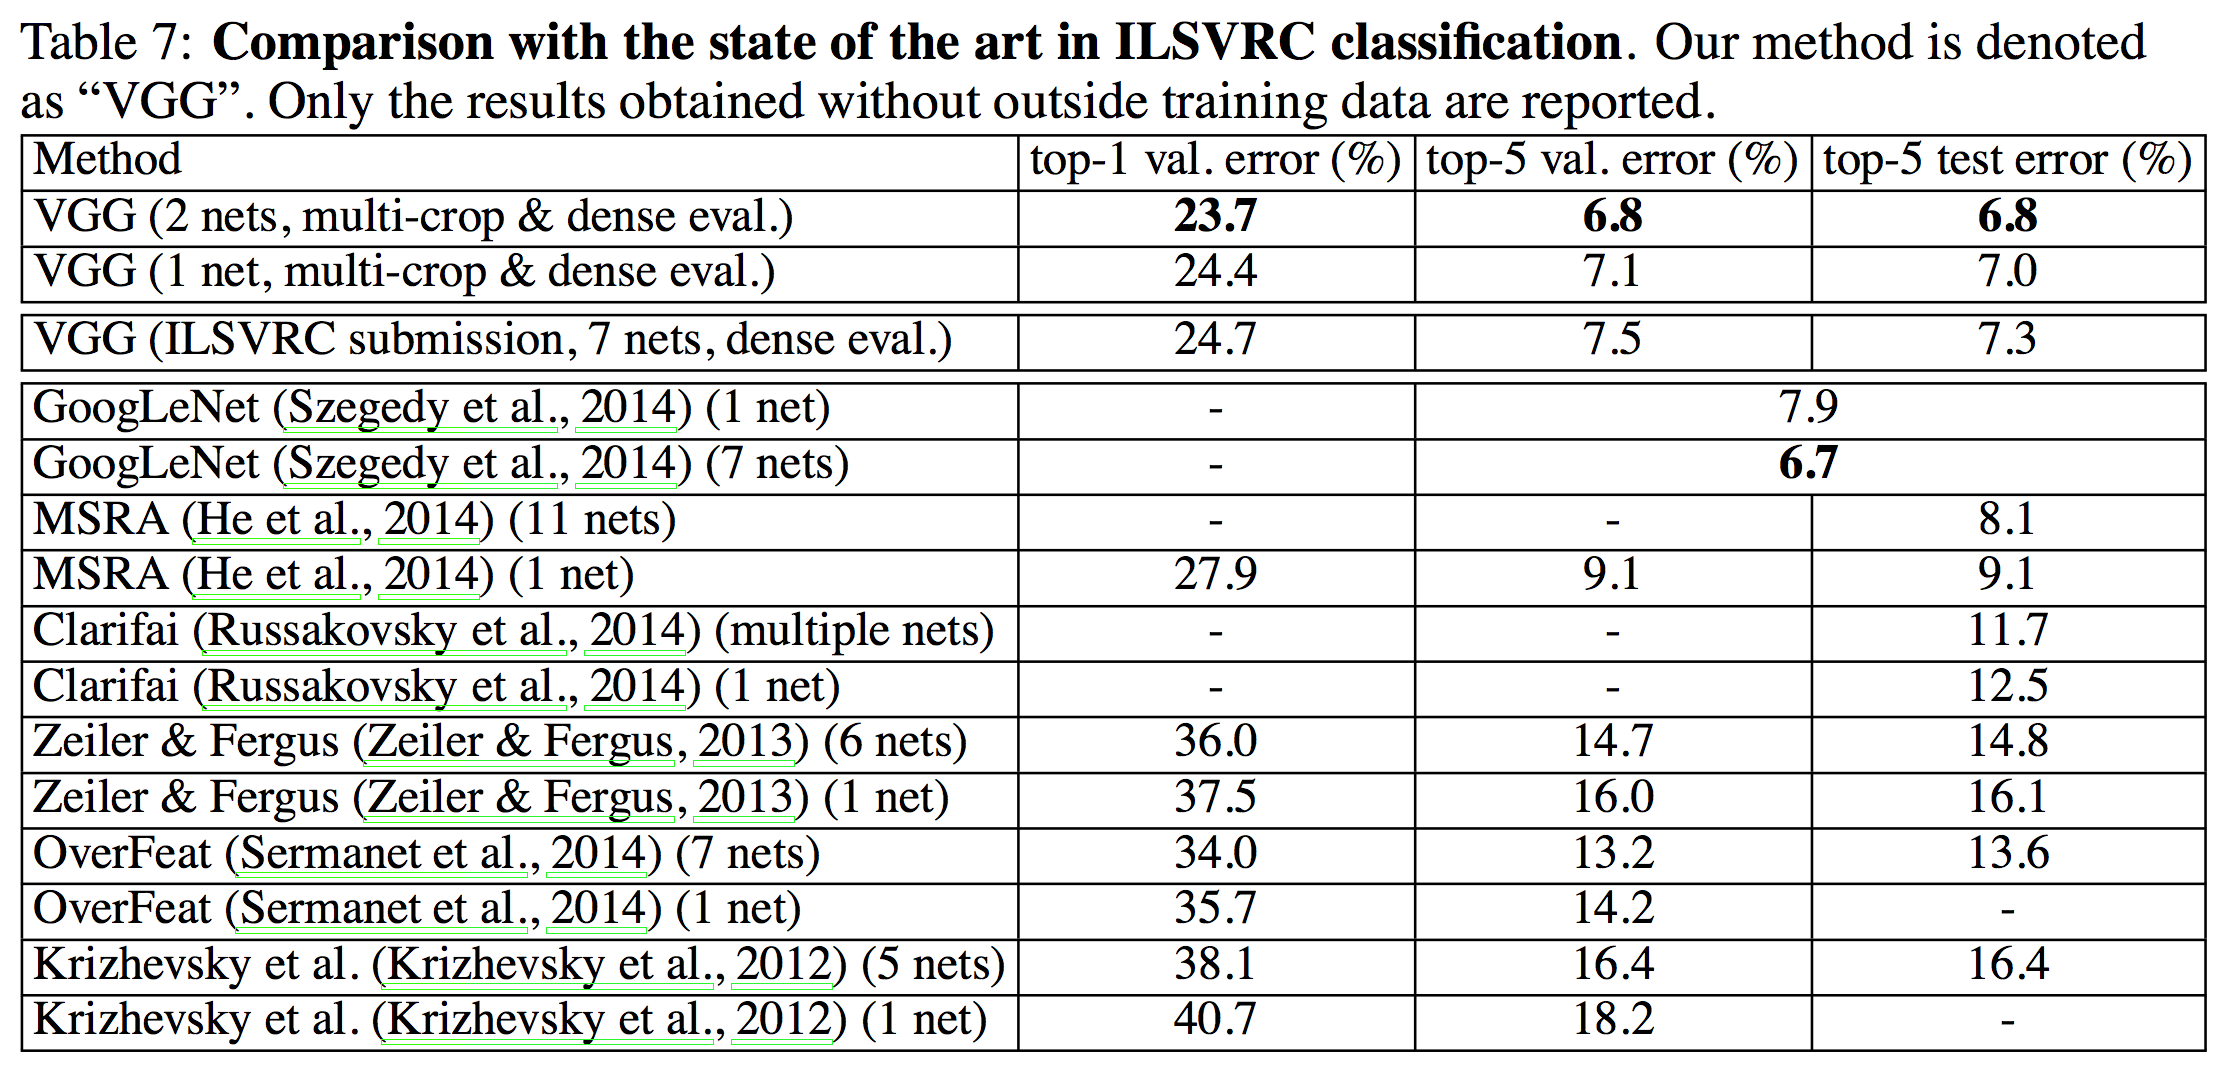 Table 7: Comparison with the state of the art in ILSVRC classification. Our method is denoted
as “VGG”. Only the results obtained without outside training data are reported.
Method top-1 val. error (%) top-5 val. error (%) top-5 test error (%)
VGG (2 nets, multi-crop & dense eval.) 23.7 6.8 6.8
VGG (1 net, multi-crop & dense eval.) 24.4 7.1 7.0
VGG (ILSVRC submission, 7 nets, dense eval.) 24.7 7.5 7.3
GoogLeNet (Szegedy et al., 2014) (1 net) - 7.9
GoogLeNet (Szegedy et al., 2014) (7 nets) - 6.7
MSRA (He et al., 2014) (11 nets) - - 8.1
MSRA (He et al., 2014) (1 net) 27.9 9.1 9.1
Clarifai (Russakovsky et al., 2014) (multiple nets) - - 11.7
Clarifai (Russakovsky et al., 2014) (1 net) - - 12.5
Zeiler & Fergus (Zeiler & Fergus, 2013) (6 nets) 36.0 14.7 14.8
Zeiler & Fergus (Zeiler & Fergus, 2013) (1 net) 37.5 16.0 16.1
OverFeat (Sermanet et al., 2014) (7 nets) 34.0 13.2 13.6
OverFeat (Sermanet et al., 2014) (1 net) 35.7 14.2 -
Krizhevsky et al. (Krizhevsky et al., 2012) (5 nets) 38.1 16.4 16.4
Krizhevsky et al. (Krizhevsky et al., 2012) (1 net) 40.7 18.2 -